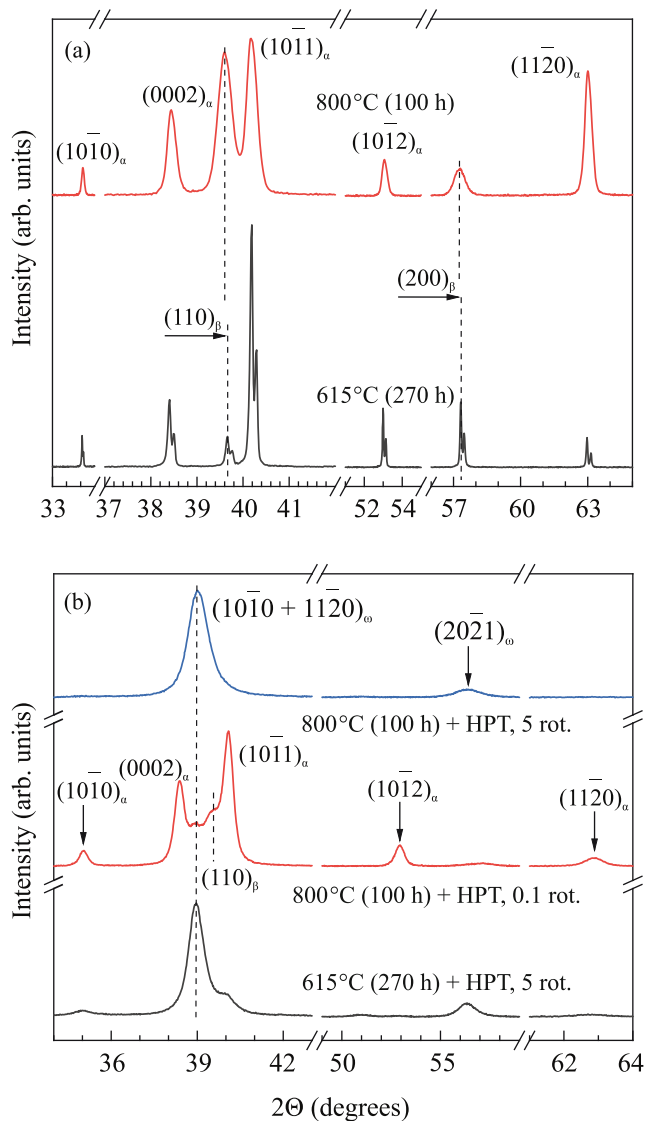 (a)
(101̅1)α
(112̅0)α
(0002)α
800°C (100 h)
(101̅0)α
(101̅2)α
(200)β
(110)β
615°C (270 h)
Intensity (arb. units)
33 37 38 39 40 41 52 54 57 60 63
(b)
(101̅0 + 112̅0)ω
(202̅1)ω
800°C (100 h) + HPT, 5 rot.
(101̅1)α
(0002)α
(101̅0)α
(101̅2)α
(112̅0)α
(110)β
800°C (100 h) + HPT, 0.1 rot.
615°C (270 h) + HPT, 5 rot.
Intensity (arb. units)
36 39 42 50 56 62 64
2Θ (degrees)